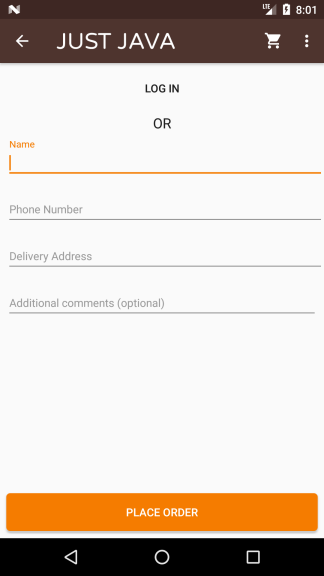 LTE 8:01
JUST JAVA
LOG IN
OR
Name
Phone Number
Delivery Address
Additional comments (optional)
PLACE ORDER